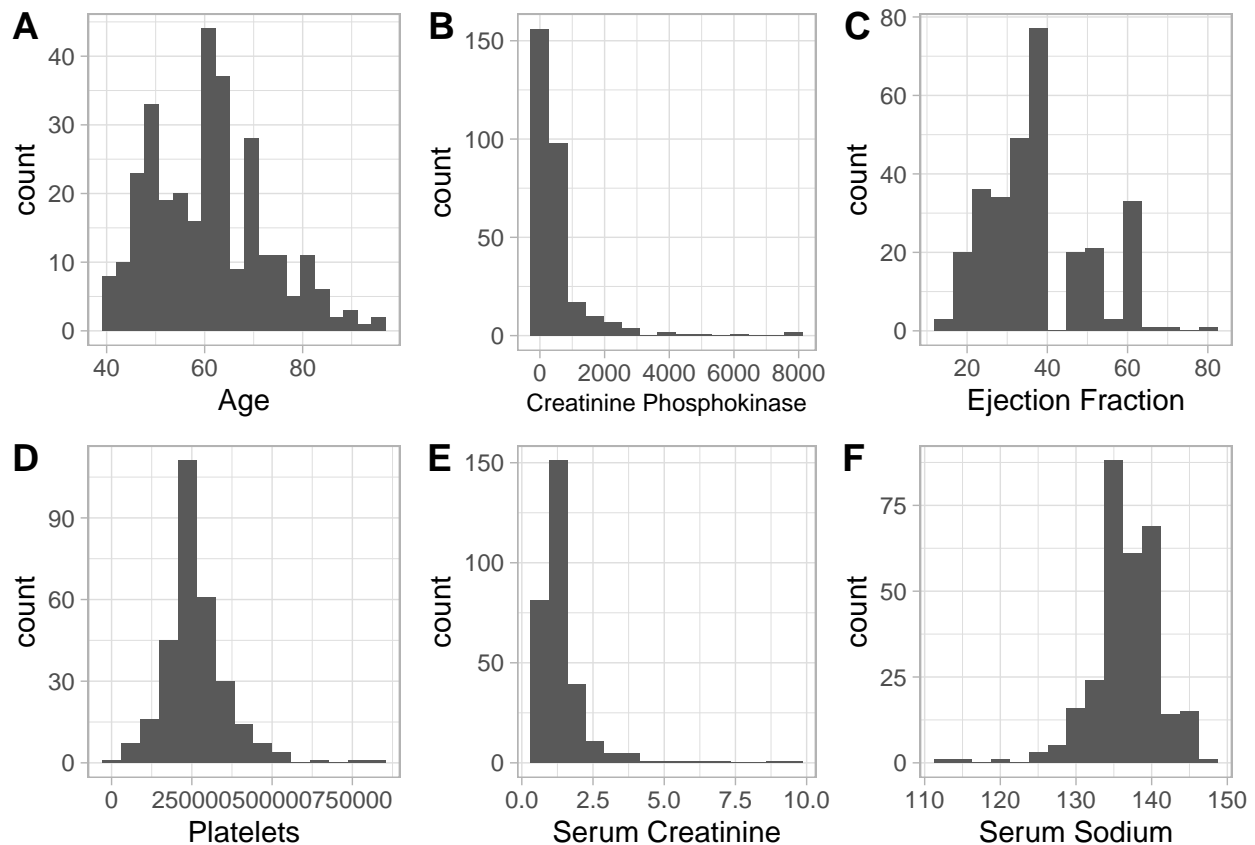 A
count
40
30
20
10
0
40 60 80
Age
B
count
150
100
50
0
0 2000 4000 6000 8000
Creatinine Phosphokinase
C
count
80
60
40
20
0
20 40 60 80
Ejection Fraction
D
count
90
60
30
0
0 250000500000750000
Platelets
E
count
150
100
50
0
0.0 2.5 5.0 7.5 10.0
Serum Creatinine
F
count
75
50
25
0
110 120 130 140 150
Serum Sodium